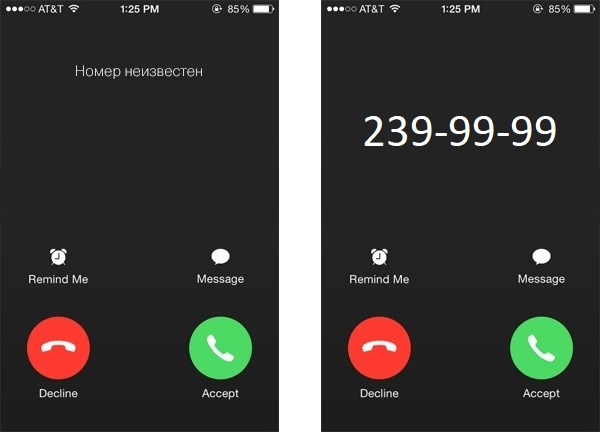 AT&T 1:25 PM 85%
Номер неизвестен
Remind Me Message
Decline Accept
AT&T 1:25 PM 85%
239-99-99
Remind Me Message
Decline Accept